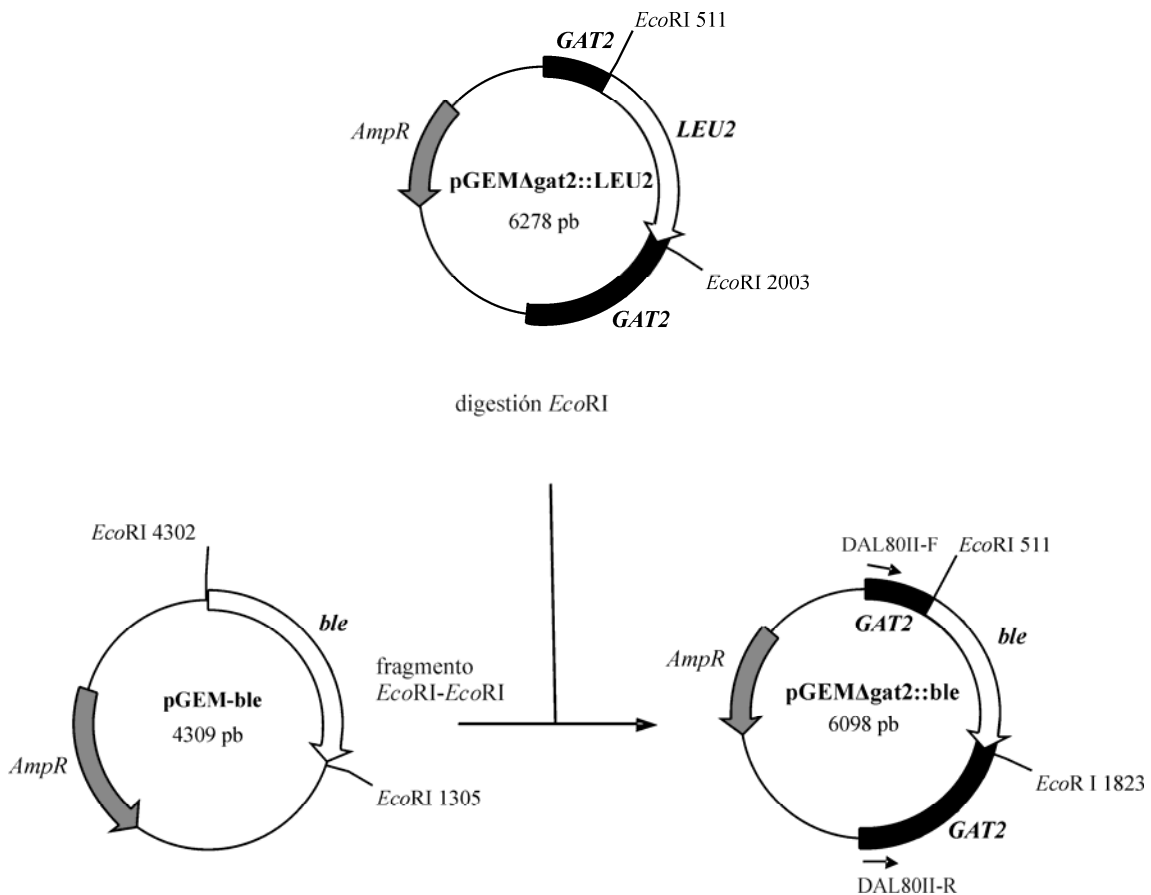 EcoRI 511
GAT2
LEU2
AmpR
pGEMΔgat2::LEU2
6278 pb
EcoRI 2003
GAT2
digestión EcoRI
EcoRI 4302
ble
AmpR
pGEM-ble
4309 pb
EcoRI 1305
fragmento
EcoRI-EcoRI
DAL80II-F
EcoRI 511
GAT2
ble
AmpR
pGEMΔgat2::ble
6098 pb
EcoR I 1823
GAT2
DAL80II-R